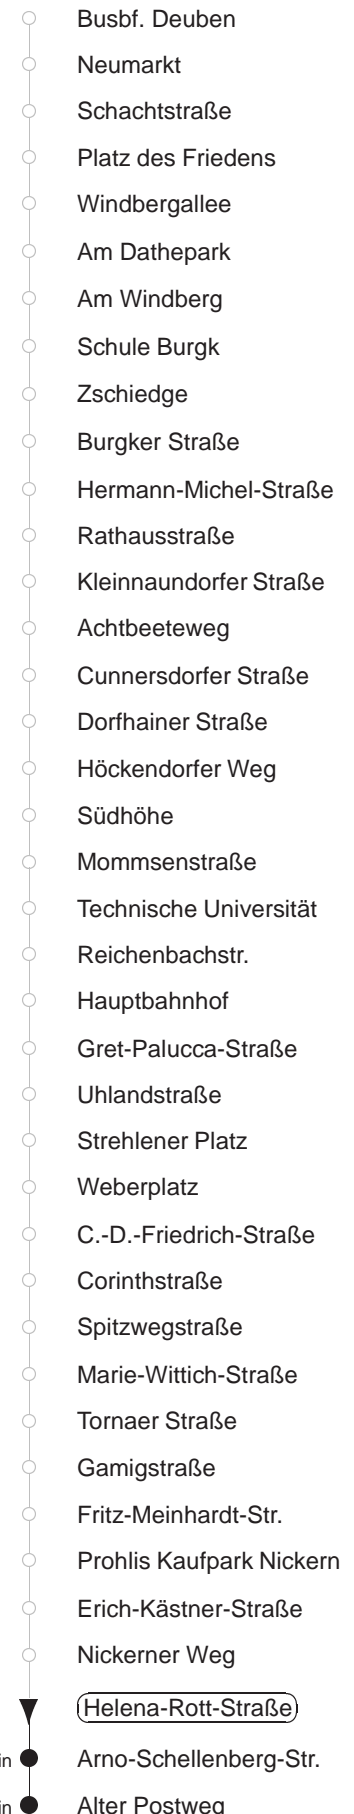 Busbf. Deuben
Neumarkt
Schachtstraße
Platz des Friedens
Windbergallee
Am Dathepark
Am Windberg
Schule Burgk
Zschiedge
Burgker Straße
Hermann-Michel-Straße
Rathausstraße
Kleinnaundorfer Straße
Achtbeeteweg
Cunnersdorfer Straße
Dorfhainer Straße
Höckendorfer Weg
Südhöhe
Mommsenstraße
Technische Universität
Reichenbachstr.
Hauptbahnhof
Gret-Palucca-Straße
Uhlandstraße
Strehlener Platz
Weberplatz
C.-D.-Friedrich-Straße
Corinthstraße
Spitzwegstraße
Marie-Wittich-Straße
Tornaer Straße
Gamigstraße
Fritz-Meinhardt-Str.
Prohlis Kaufpark Nickern
Erich-Kästner-Straße
Nickerner Weg
Helena-Rott-Straße
Arno-Schellenberg-Str.
Alter Postweg